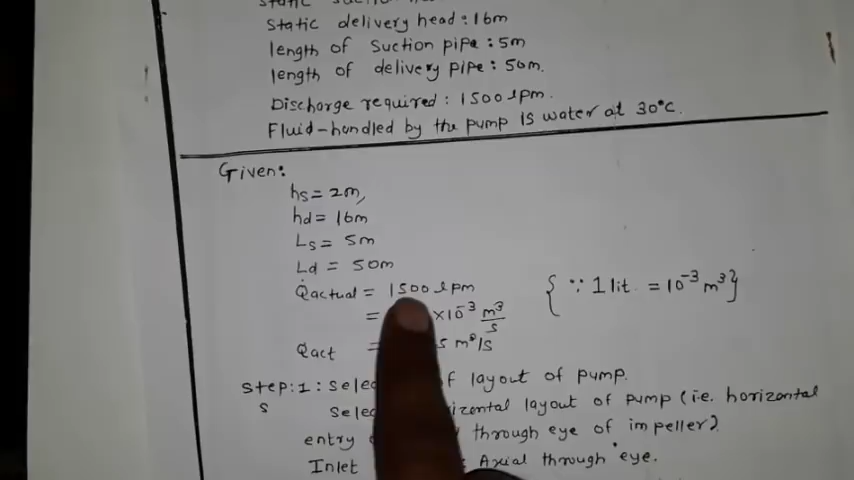 static delivery head : 16m
length of suction pipe : 5m
length of delivery pipe : 50m.
Discharge required : 1500 lpm.
Fluid-handled by the pump is water at 30°C.
Given:
hs = 2m,
hd = 16m
Ls = 5m
Ld = 50m
Qactual = 1500 lpm { ∵ 1 lit = 10⁻³ m³}
= ×10⁻³ m³/s
Qact = 5 m³/s
Step:1: Selec f layout of pump.
s Selec izontal layout of pump (i.e. horizontal
entry through eye of impeller)
Inlet Axial through eye.